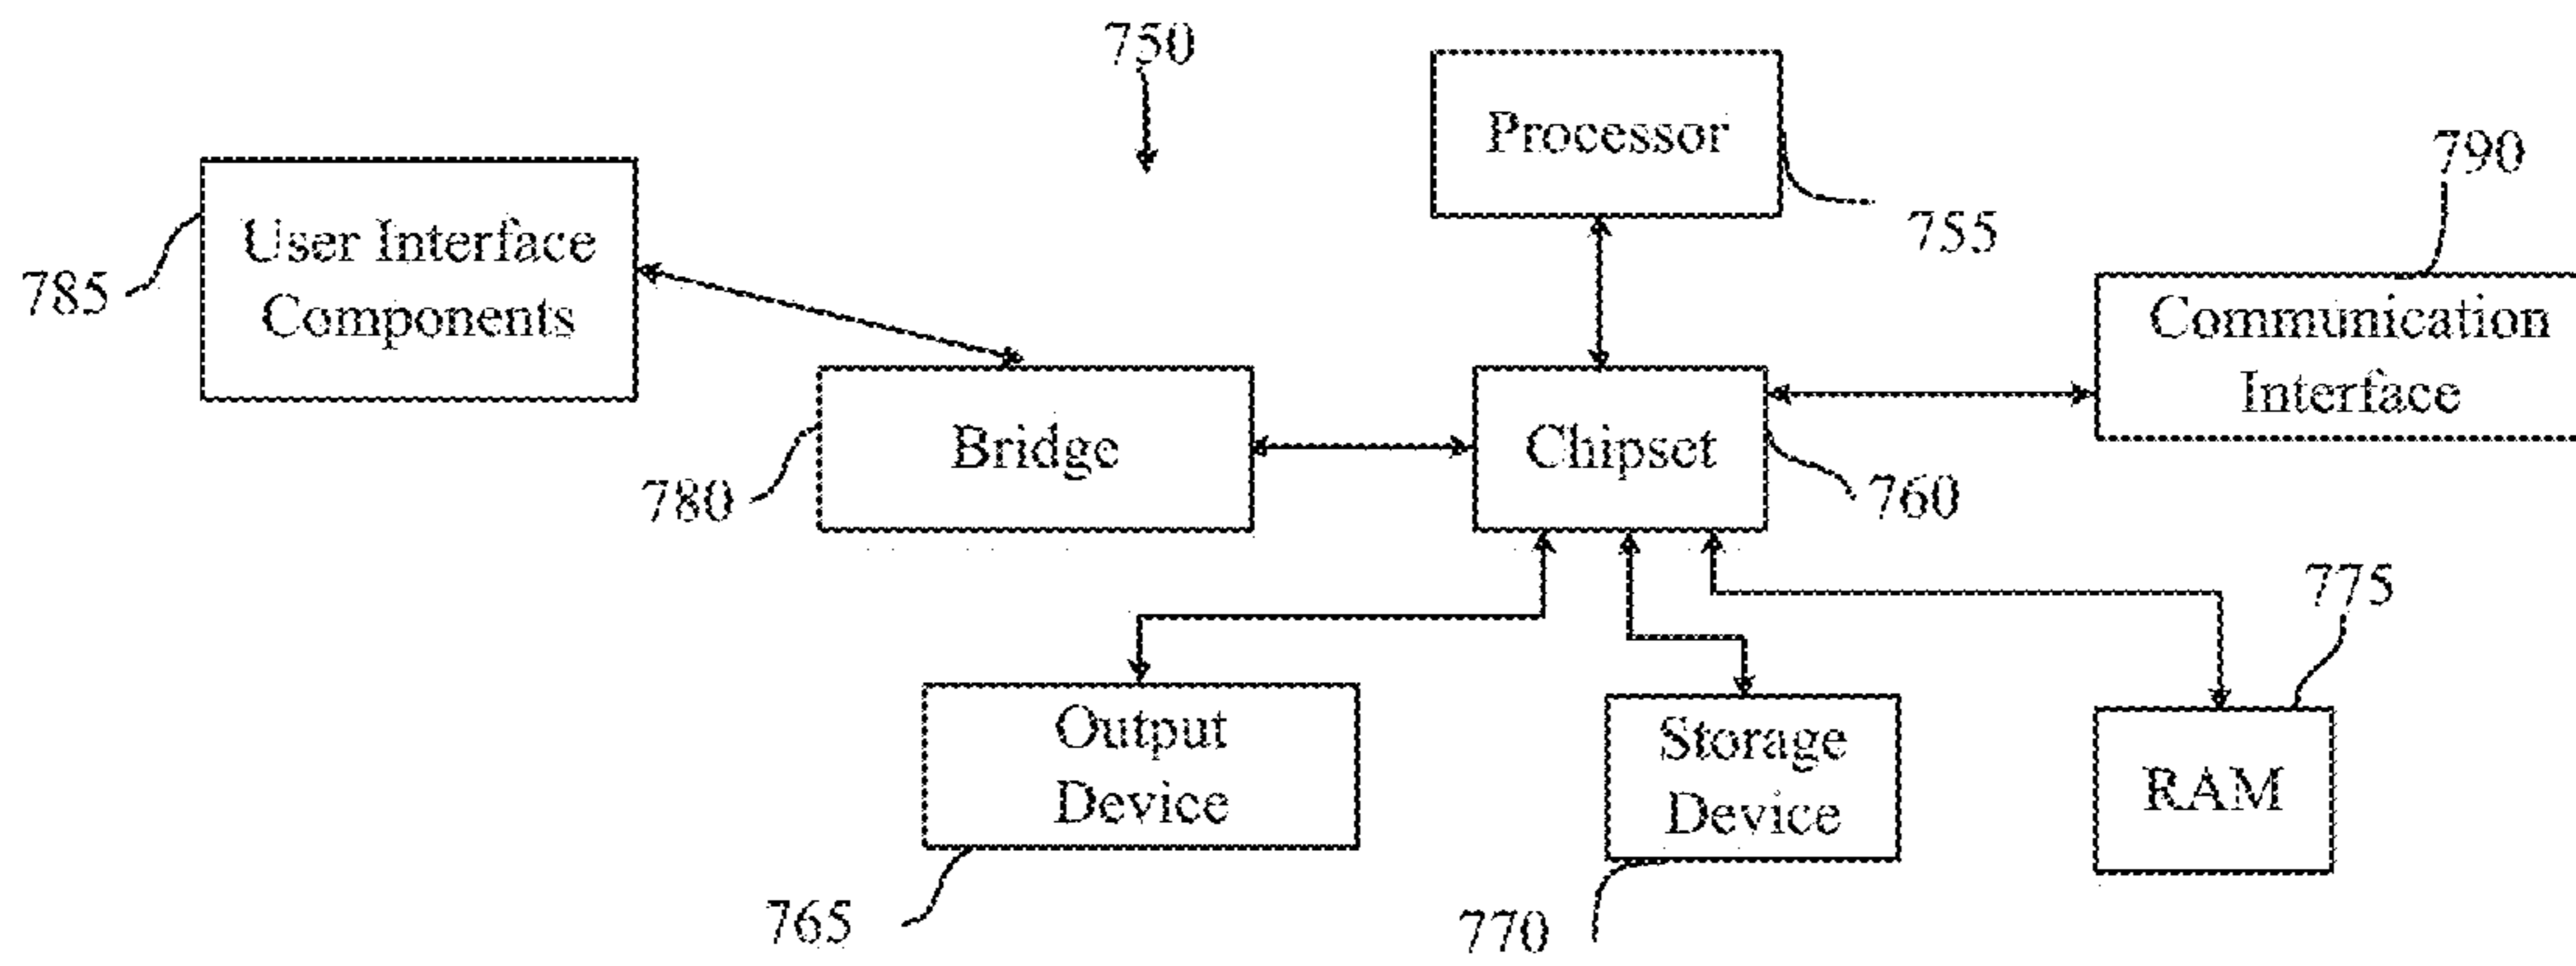 750
Processor
790
755
User Interface
Components
785
Communication
Interface
Bridge
Chipset
780
760
775
Output
Device
Storage
Device
RAM
765
770